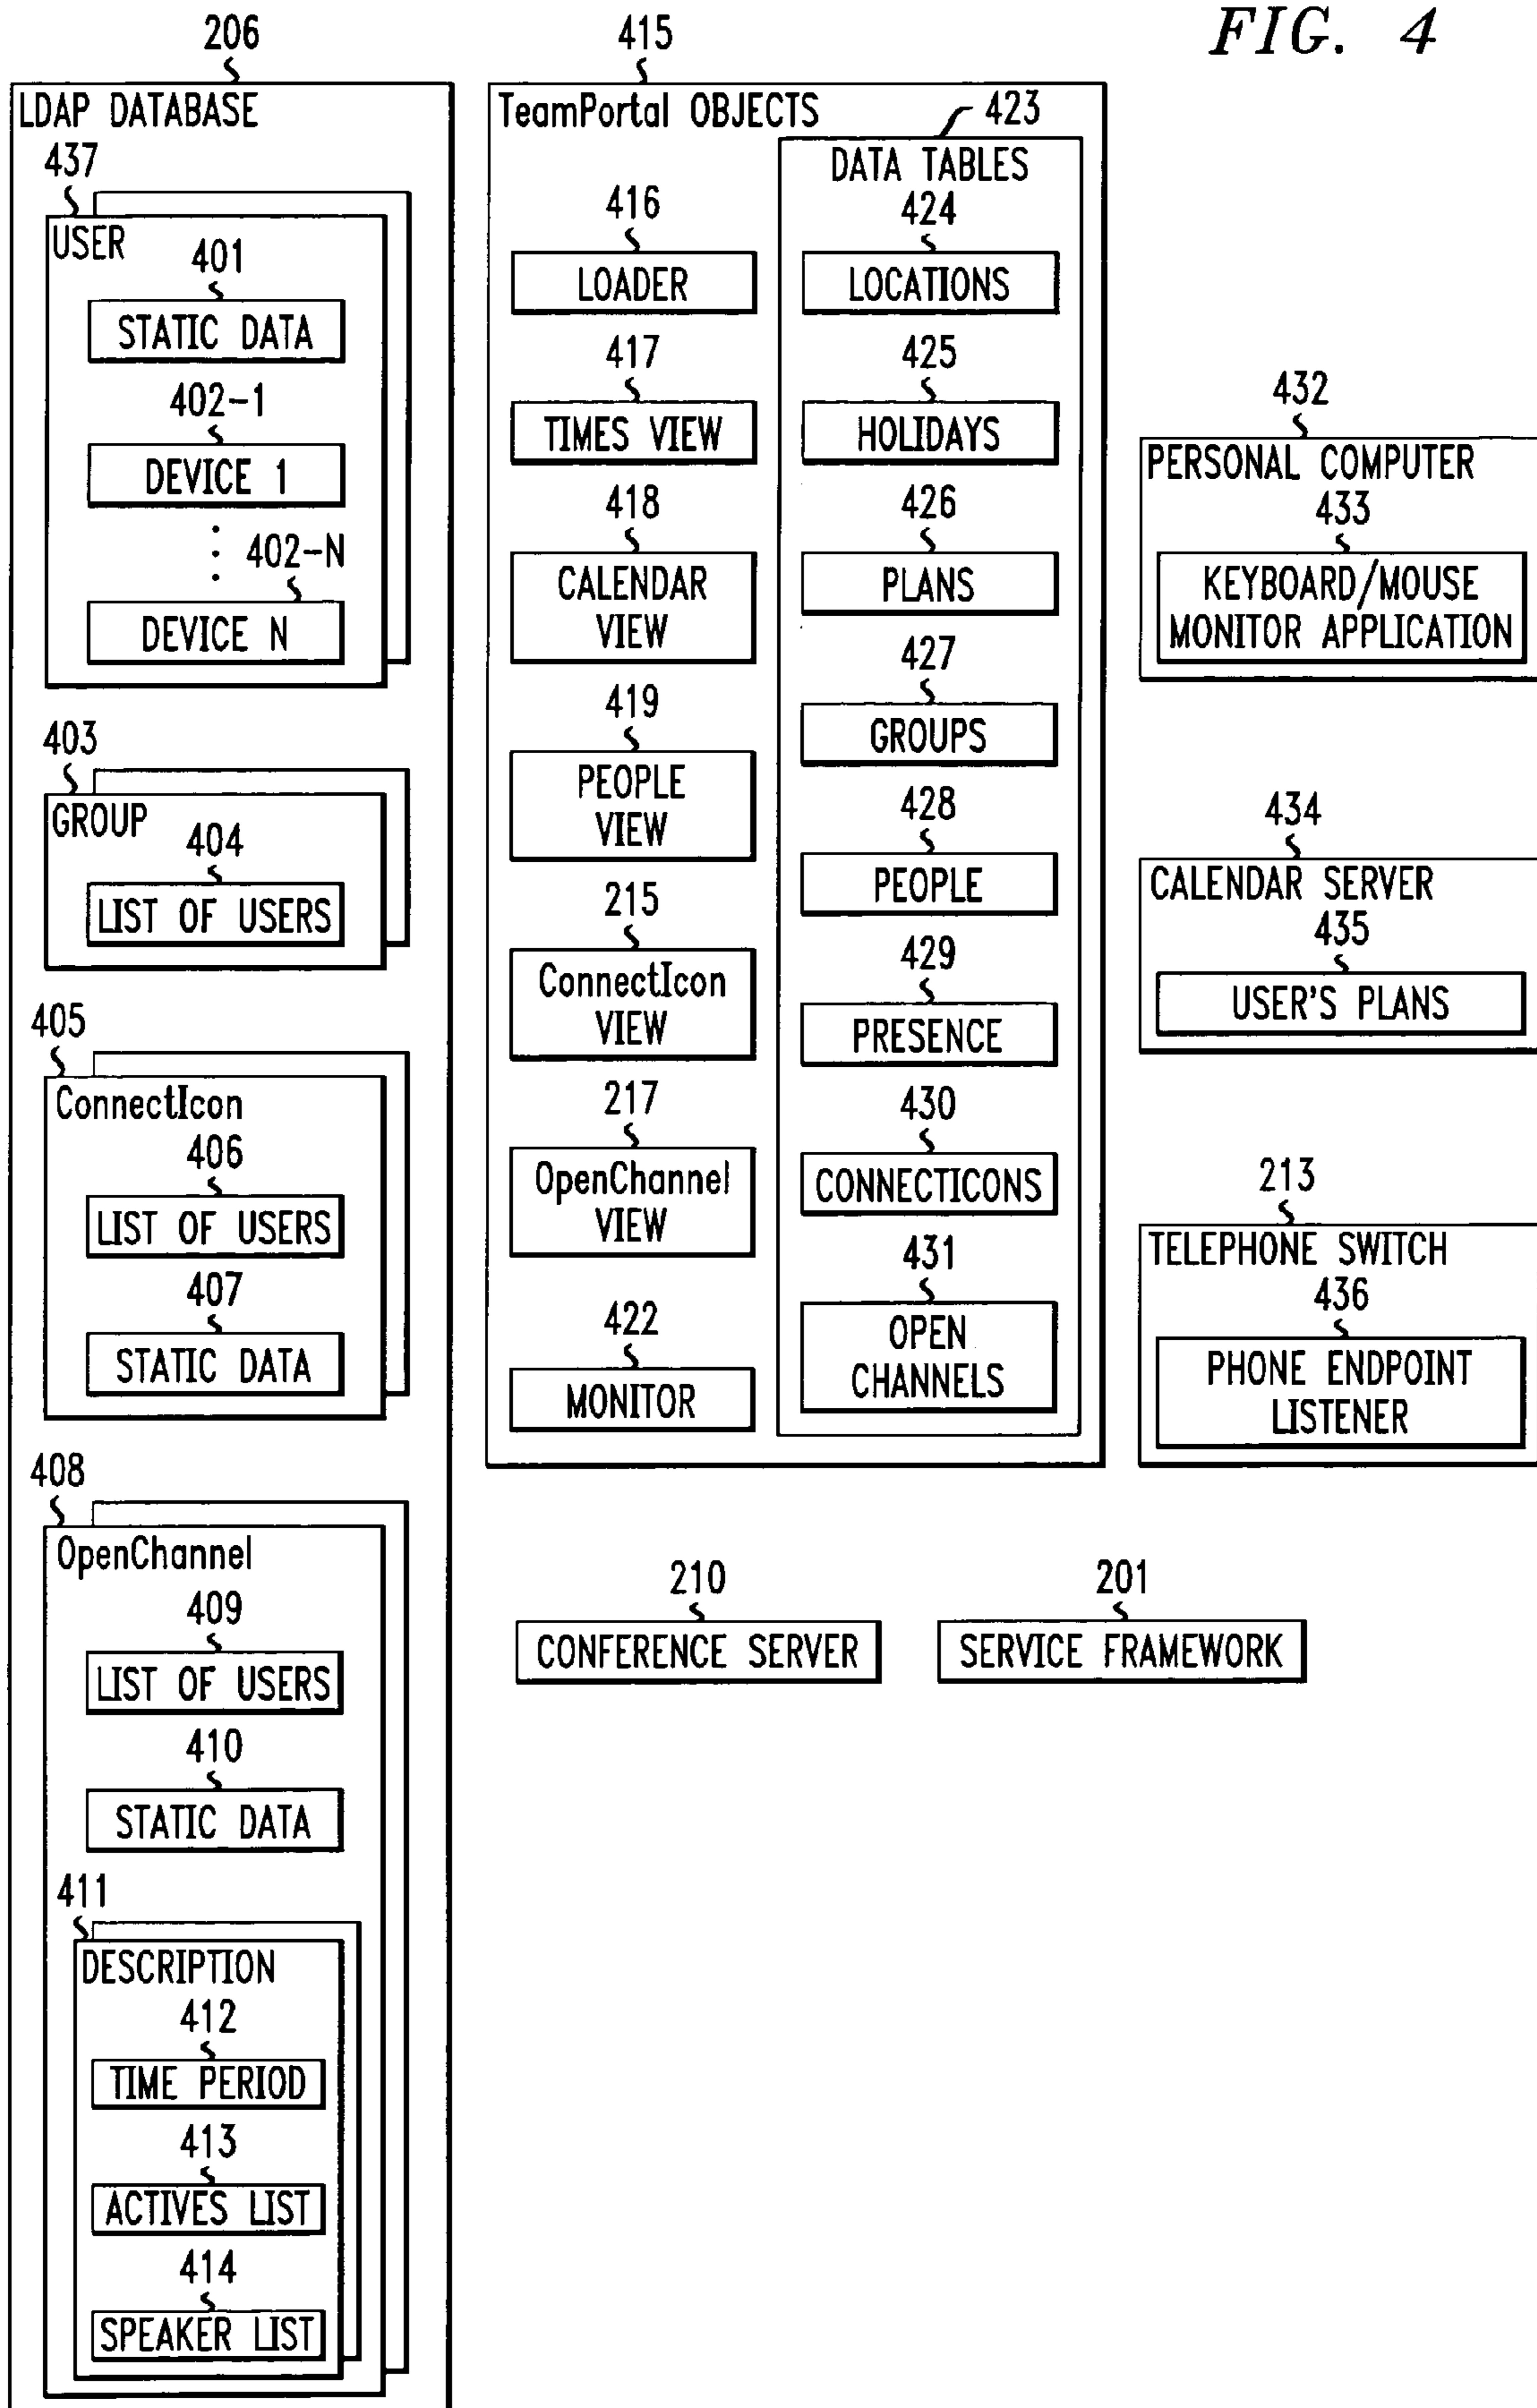 FIG. 4
206
LDAP DATABASE
437
USER
401
STATIC DATA
402-1
DEVICE 1
402-N
DEVICE N
403
GROUP
404
LIST OF USERS
405
ConnectIcon
406
LIST OF USERS
407
STATIC DATA
408
OpenChannel
409
LIST OF USERS
410
STATIC DATA
411
DESCRIPTION
412
TIME PERIOD
413
ACTIVES LIST
414
SPEAKER LIST
415
TeamPortal OBJECTS
416
LOADER
417
TIMES VIEW
418
CALENDAR
VIEW
419
PEOPLE
VIEW
215
ConnectIcon
VIEW
217
OpenChannel
VIEW
422
MONITOR
423
DATA TABLES
424
LOCATIONS
425
HOLIDAYS
426
PLANS
427
GROUPS
428
PEOPLE
429
PRESENCE
430
CONNECTICONS
431
OPEN
CHANNELS
432
PERSONAL COMPUTER
433
KEYBOARD/MOUSE
MONITOR APPLICATION
434
CALENDAR SERVER
435
USER'S PLANS
213
TELEPHONE SWITCH
436
PHONE ENDPOINT
LISTENER
210
CONFERENCE SERVER
201
SERVICE FRAMEWORK